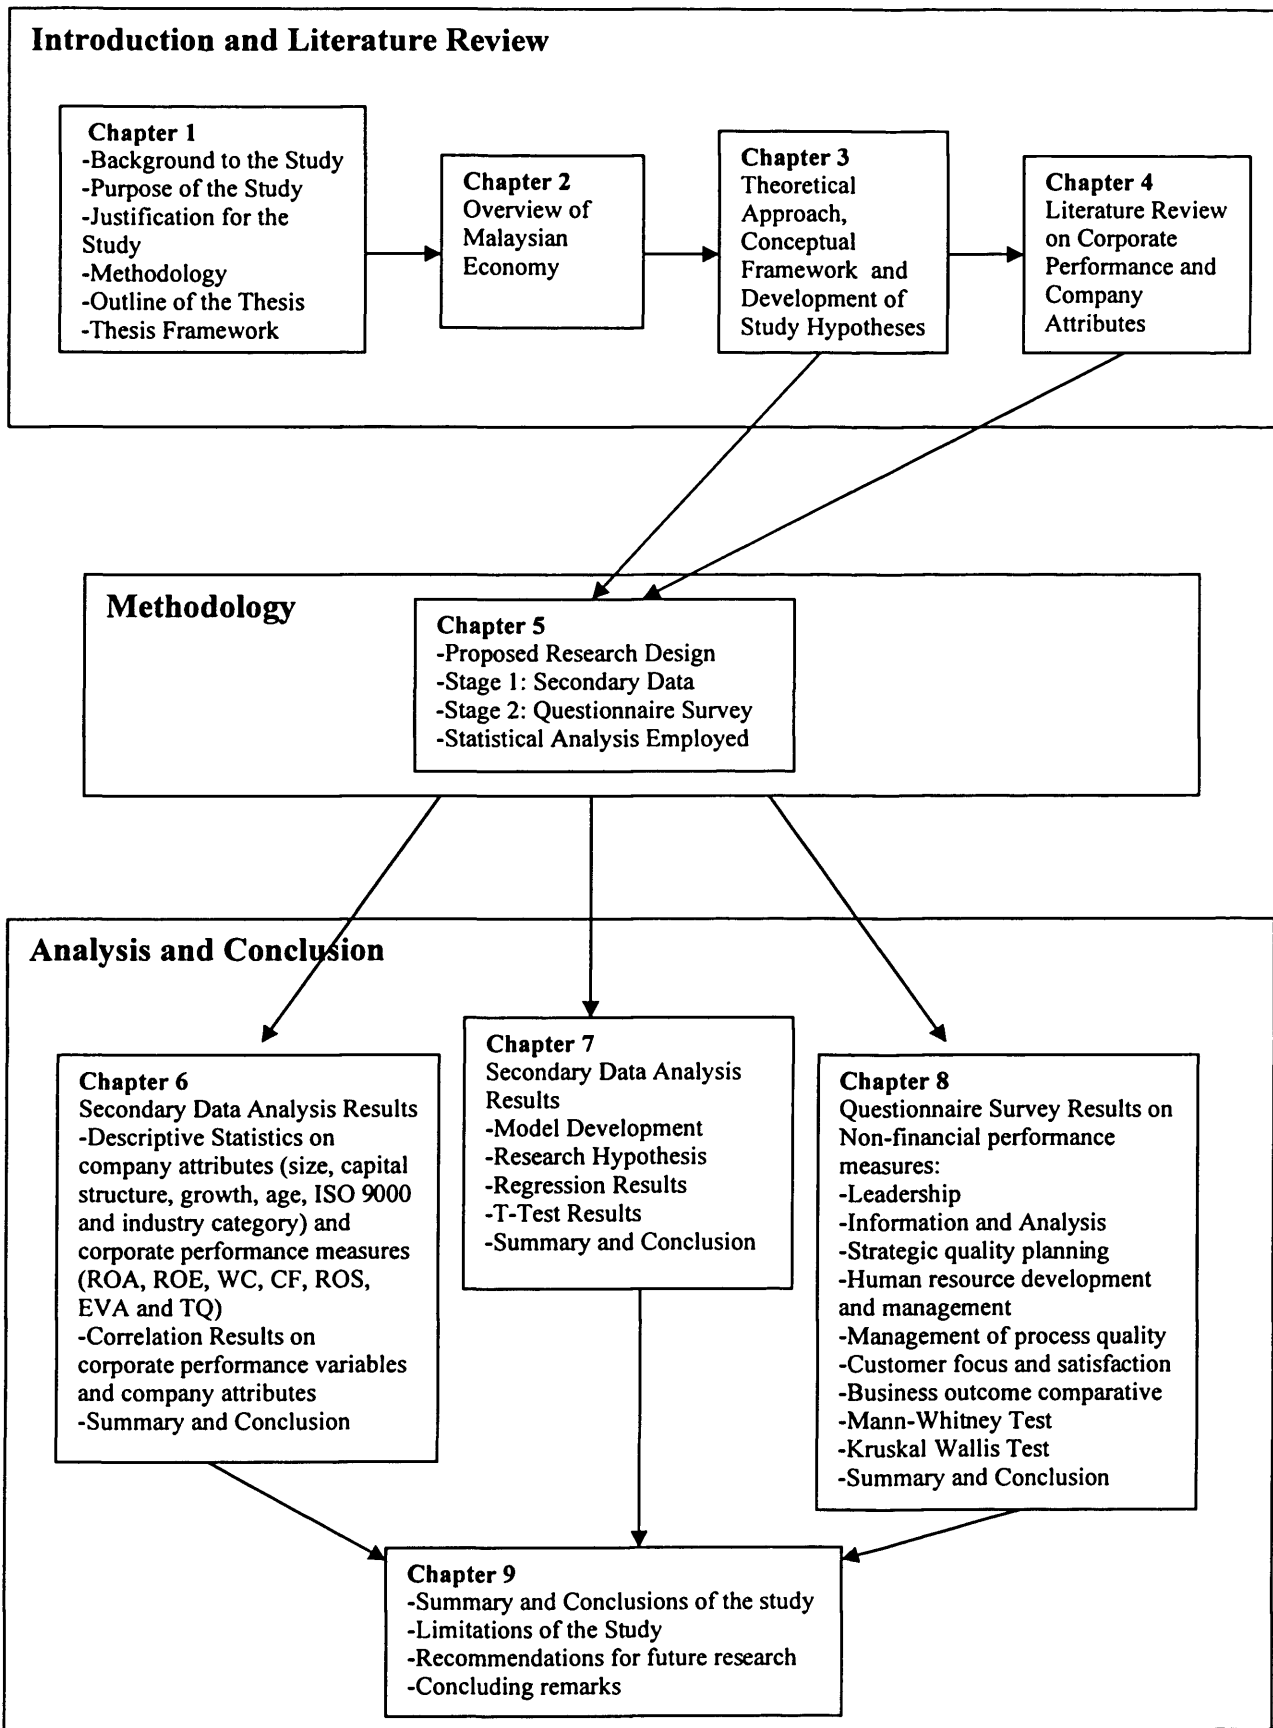 Introduction and Literature Review
Chapter 1
-Background to the Study
-Purpose of the Study
-Justification for the
Study
-Methodology
-Outline of the Thesis
-Thesis Framework
Chapter 2
Overview of
Malaysian
Economy
Chapter 3
Theoretical
Approach,
Conceptual
Framework and
Development of
Study Hypotheses
Chapter 4
Literature Review
on Corporate
Performance and
Company
Attributes
Methodology
Chapter 5
-Proposed Research Design
-Stage 1: Secondary Data
-Stage 2: Questionnaire Survey
-Statistical Analysis Employed
Analysis and Conclusion
Chapter 6
Secondary Data Analysis Results
-Descriptive Statistics on
company attributes (size, capital
structure, growth, age, ISO 9000
and industry category) and
corporate performance measures
(ROA, ROE, WC, CF, ROS,
EVA and TQ)
-Correlation Results on
corporate performance variables
and company attributes
-Summary and Conclusion
Chapter 7
Secondary Data Analysis
Results
-Model Development
-Research Hypothesis
-Regression Results
-T-Test Results
-Summary and Conclusion
Chapter 8
Questionnaire Survey Results on
Non-financial performance
measures:
-Leadership
-Information and Analysis
-Strategic quality planning
-Human resource development
and management
-Management of process quality
-Customer focus and satisfaction
-Business outcome comparative
-Mann-Whitney Test
-Kruskal Wallis Test
-Summary and Conclusion
Chapter 9
-Summary and Conclusions of the study
-Limitations of the Study
-Recommendations for future research
-Concluding remarks